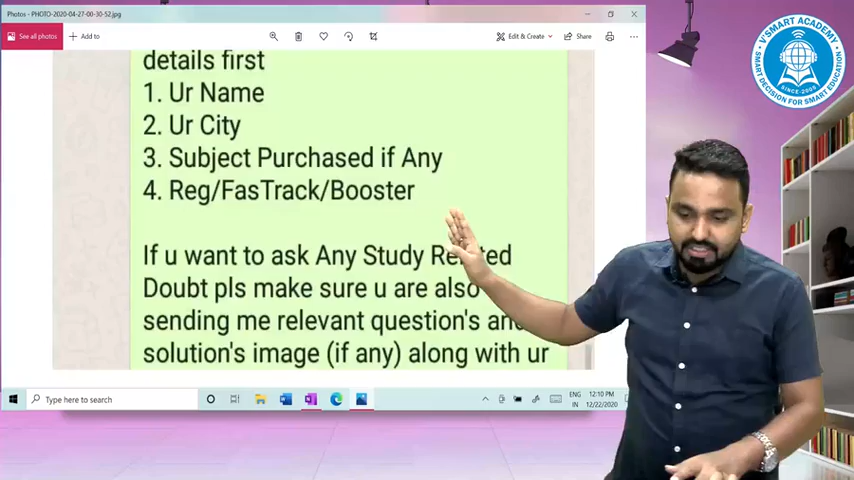 Photos - PHOTO-2020-04-27-00-30-52.jpg
See all photos
Add to
Edit & Create
Share
details first
1. Ur Name
2. Ur City
3. Subject Purchased if Any
4. Reg/FasTrack/Booster
If u want to ask Any Study Related
Doubt pls make sure u are also
sending me relevant question's and
solution's image (if any) along with ur
Type here to search
ENG
IN
12:10 PM
12/22/2020
V'SMART ACADEMY
SINCE-2009
SMART DECISION FOR SMART EDUCATION